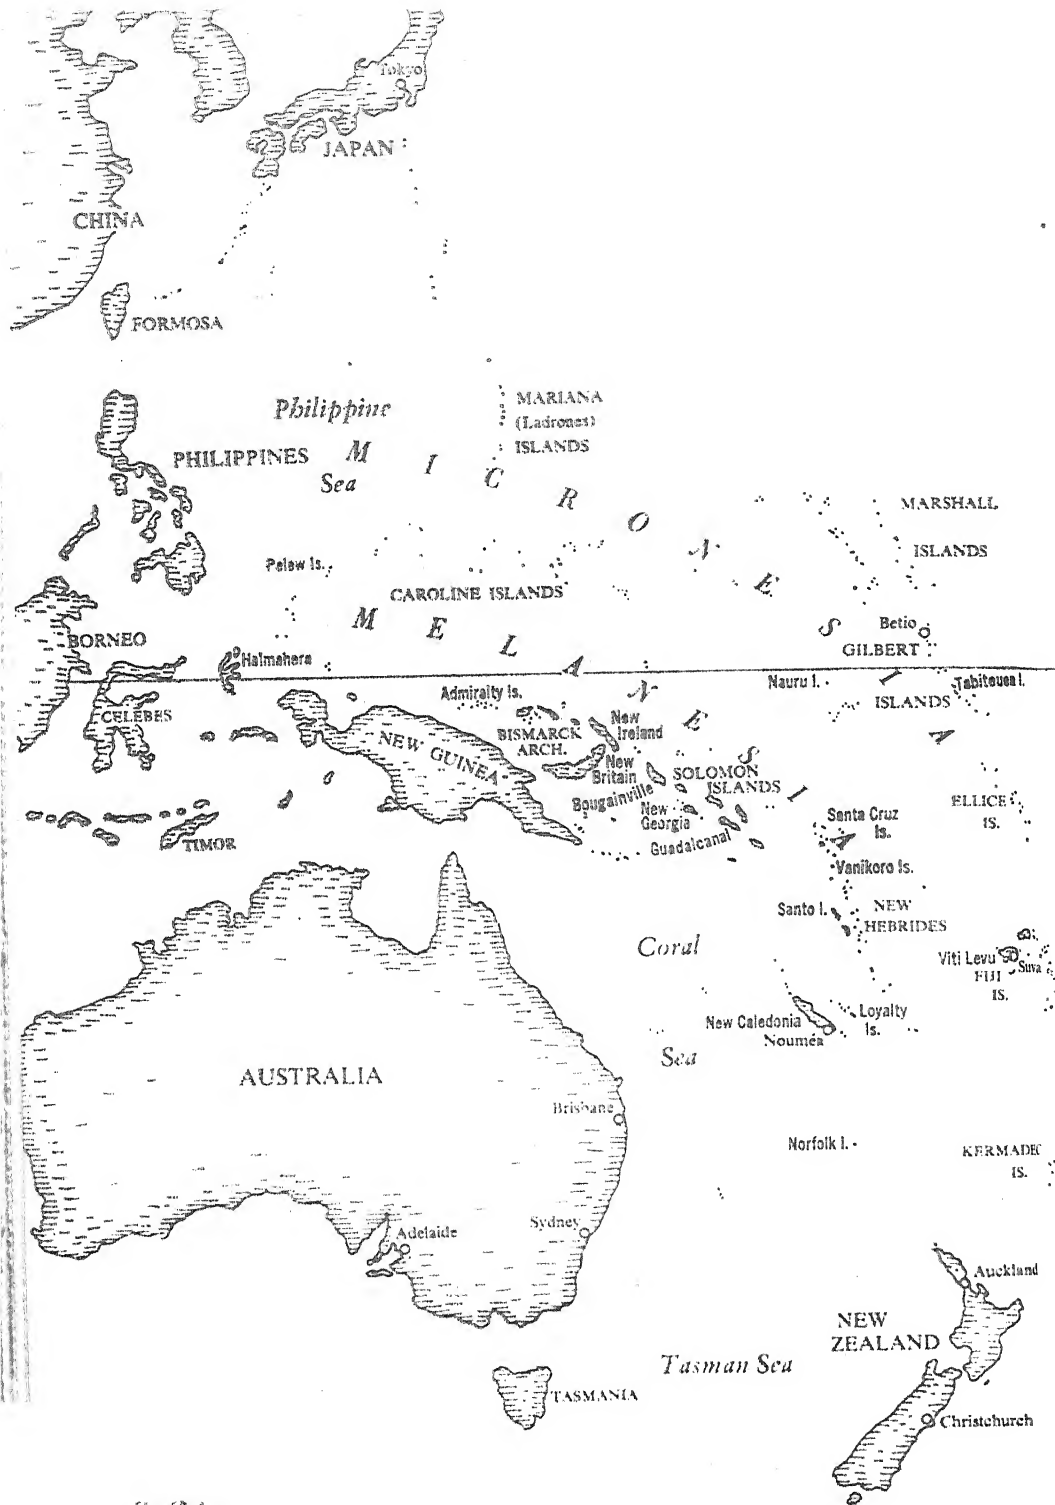 Tokyo
JAPAN
CHINA
FORMOSA
Philippine
Sea
MARIANA
(Ladrones)
ISLANDS
PHILIPPINES
MICRONESIA
MARSHALL
ISLANDS
Pelew Is.
CAROLINE ISLANDS
MELANESIA
Betio
GILBERT
ISLANDS
BORNEO
Halmahera
Nauru I.
Tabiteuea I.
Admiralty Is.
CELEBES
BISMARCK
ARCH.
New
Ireland
NEW GUINEA
New
Britain
SOLOMON
ISLANDS
Bougainville
New
Georgia
Guadalcanal
ELLICE
IS.
Santa Cruz
Is.
TIMOR
Vanikoro Is.
Santo I.
NEW
HEBRIDES
Coral
Sea
Viti Levu
Suva
FIJI
IS.
New Caledonia
Nouméa
Loyalty
Is.
AUSTRALIA
Brisbane
Norfolk I.
KERMADEC
IS.
Sydney
Adelaide
Auckland
NEW
ZEALAND
Tasman Sea
TASMANIA
Christchurch